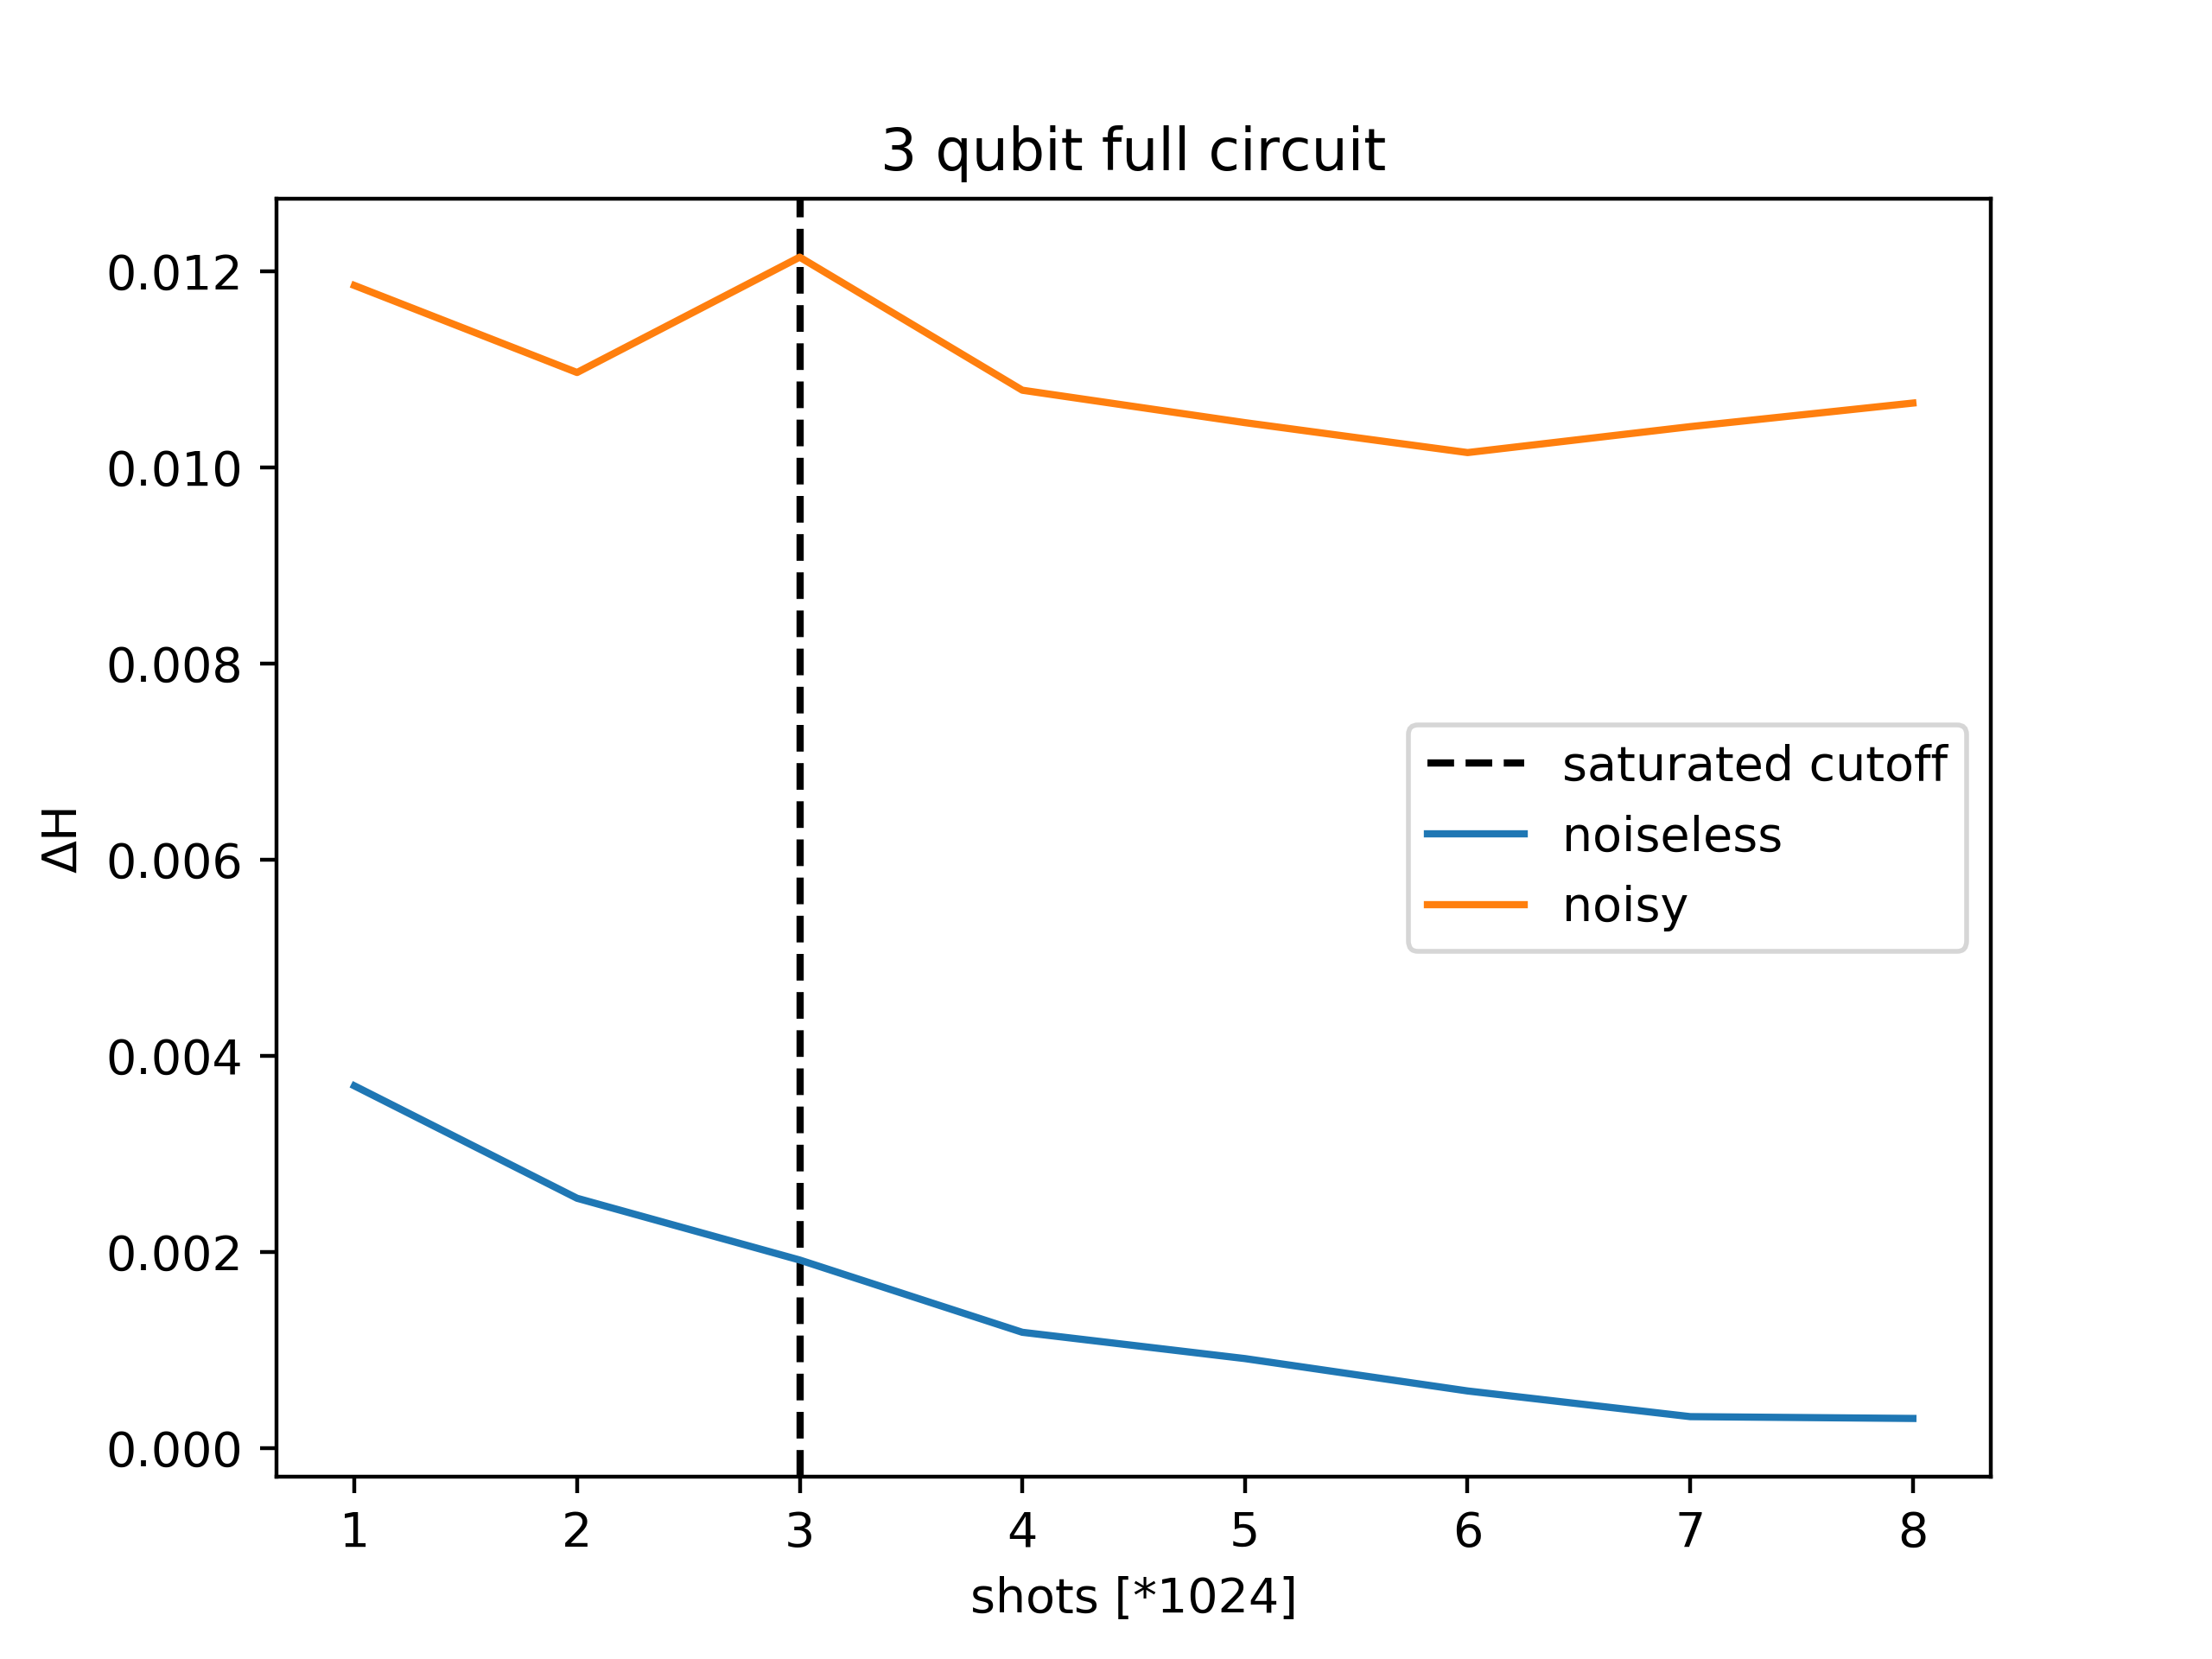 3 qubit full circuit
0.012
0.010
0.008
0.006
0.004
0.002
0.000
ΔH
saturated cutoff
noiseless
noisy
1 2 3 4 5 6 7 8
shots [*1024]